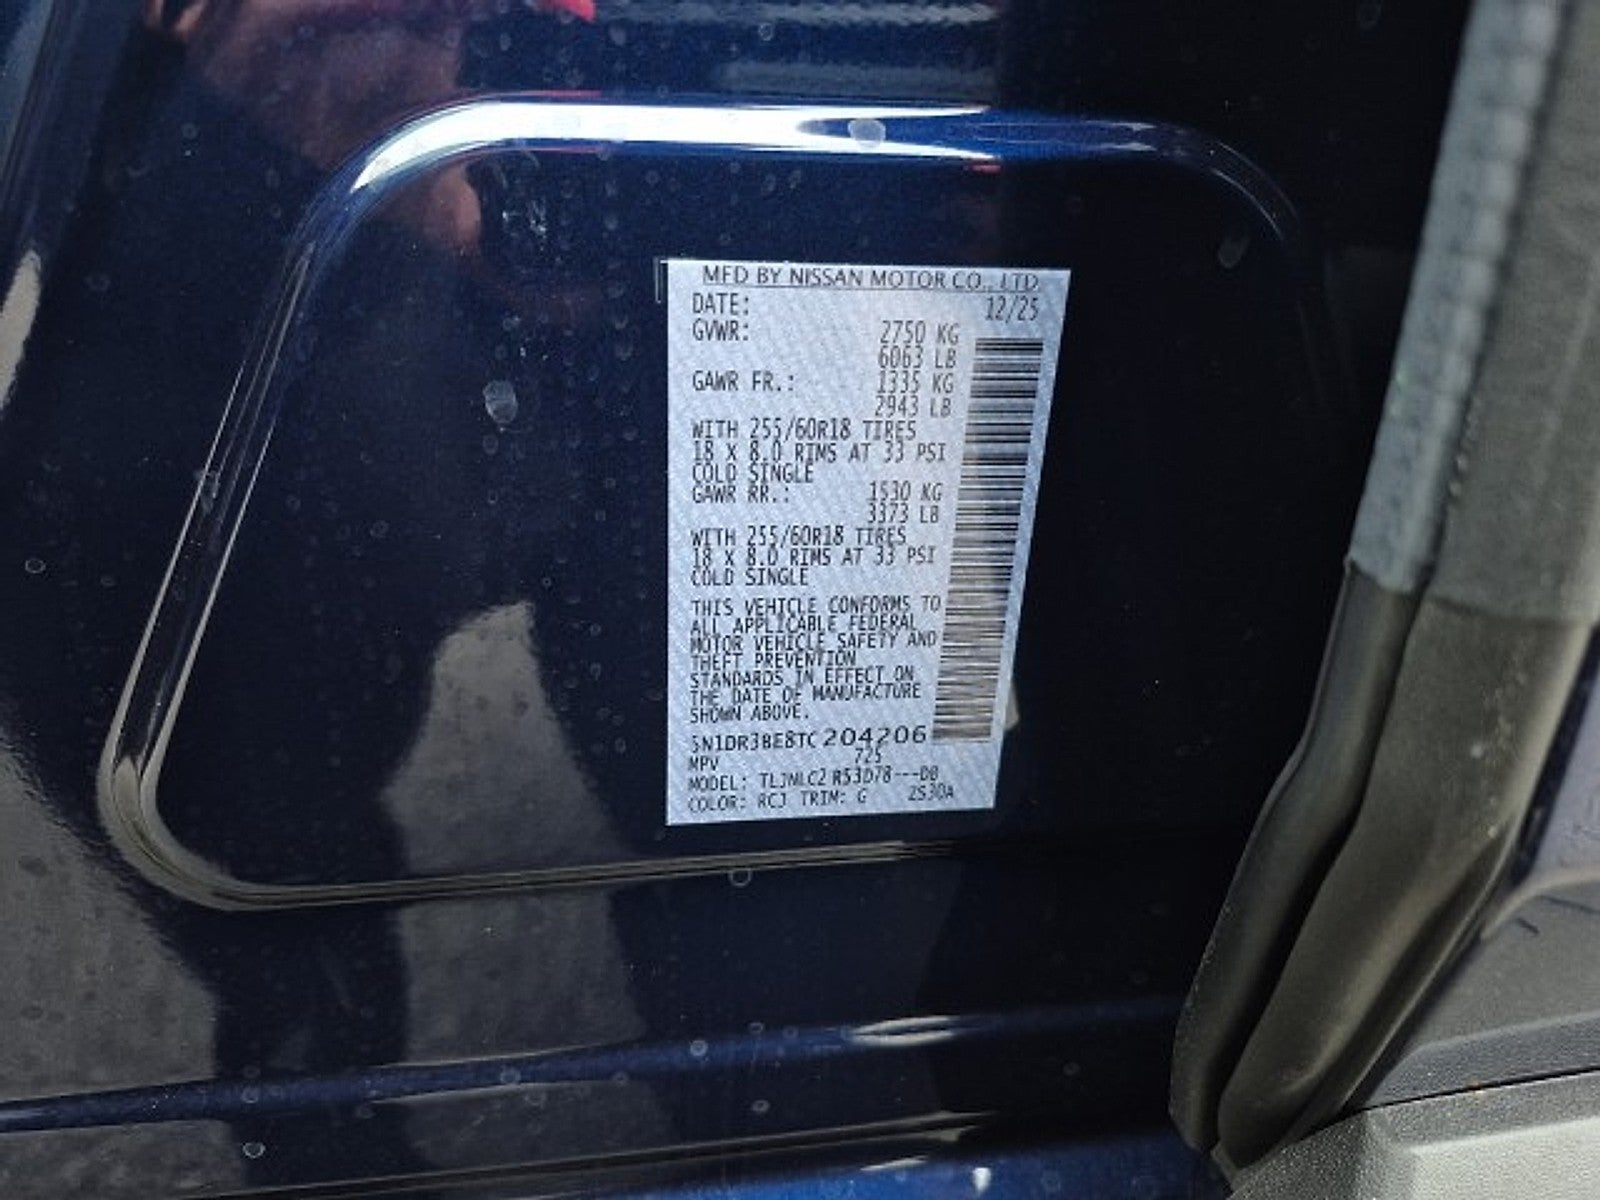 MFD BY NISSAN MOTOR CO., LTD.
DATE: 12/25
GVWR: 2750 KG
6063 LB
GAWR FR.: 1335 KG
2943 LB
WITH 255/60R18 TIRES
18 X 8.0 RIMS AT 33 PSI
COLD SINGLE
GAWR RR.: 1530 KG
3373 LB
WITH 255/60R18 TIRES
18 X 8.0 RIMS AT 33 PSI
COLD SINGLE
THIS VEHICLE CONFORMS TO
ALL APPLICABLE FEDERAL
MOTOR VEHICLE SAFETY AND
THEFT PREVENTION
STANDARDS IN EFFECT ON
THE DATE OF MANUFACTURE
SHOWN ABOVE.
5N1DR3BE8TC204206
MPV 725
MODEL: TLJNLC2 R53D78---DB
COLOR: RCJ TRIM: G 2S30A